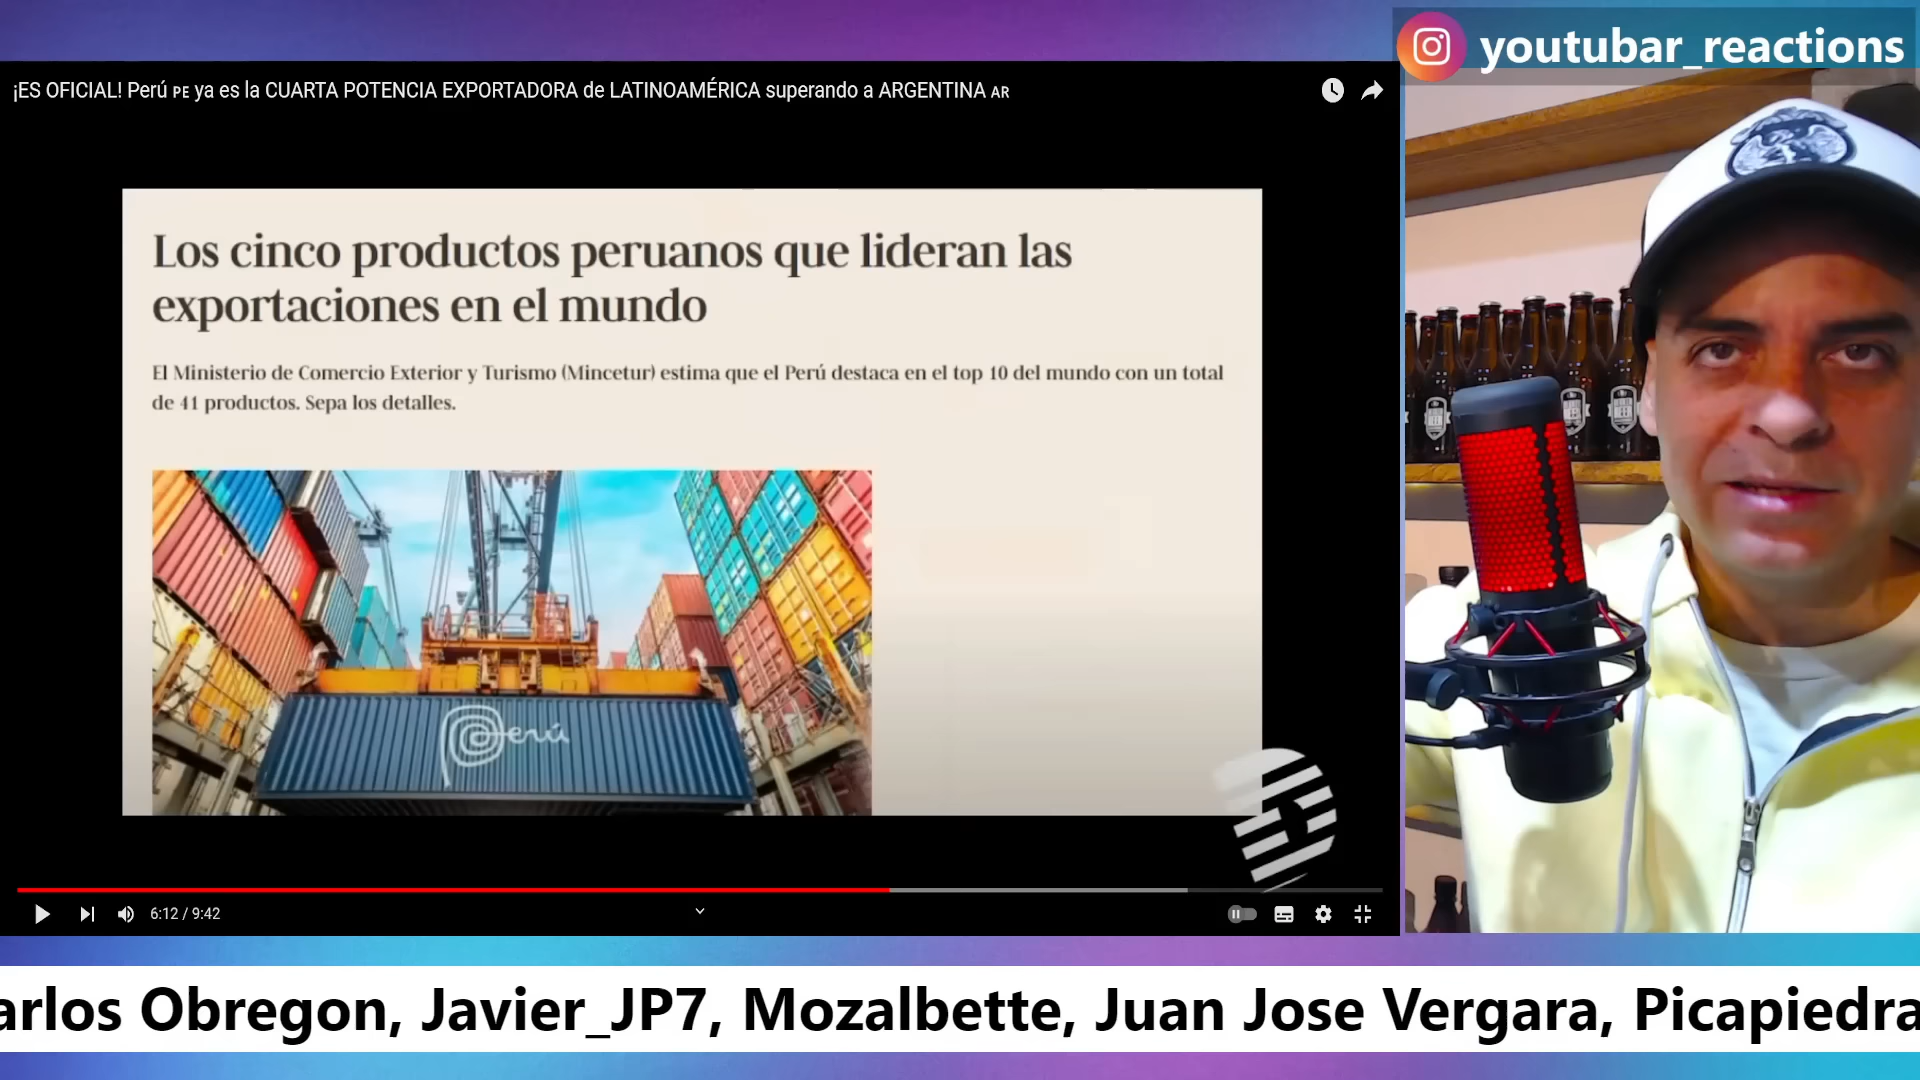 youtubar_reactions
¡ES OFICIAL! Perú PE ya es la CUARTA POTENCIA EXPORTADORA de LATINOAMÉRICA superando a ARGENTINA AR
Los cinco productos peruanos que lideran las
exportaciones en el mundo
El Ministerio de Comercio Exterior y Turismo (Mincetur) estima que el Perú destaca en el top 10 del mundo con un total
de 41 productos. Sepa los detalles.
Perú
6:12 / 9:42
arlos Obregon, Javier_JP7, Mozalbette, Juan Jose Vergara, Picapiedra